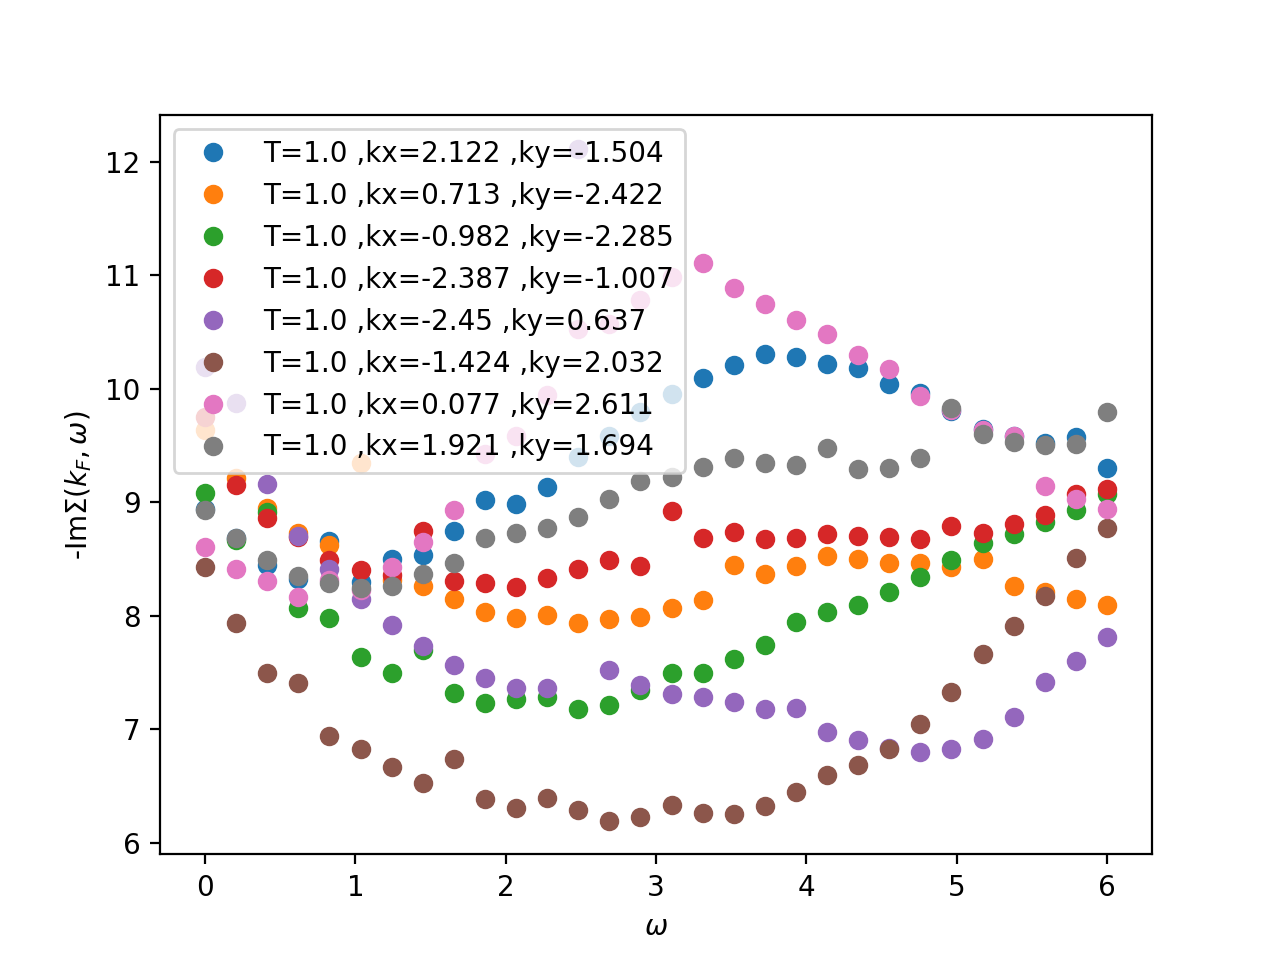 T=1.0 ,kx=2.122 ,ky=-1.504
T=1.0 ,kx=0.713 ,ky=-2.422
T=1.0 ,kx=-0.982 ,ky=-2.285
T=1.0 ,kx=-2.387 ,ky=-1.007
T=1.0 ,kx=-2.45 ,ky=0.637
T=1.0 ,kx=-1.424 ,ky=2.032
T=1.0 ,kx=0.077 ,ky=2.611
T=1.0 ,kx=1.921 ,ky=1.694
12
11
10
9
8
7
6
-ImΣ(k_F, ω)
0 1 2 3 4 5 6
ω